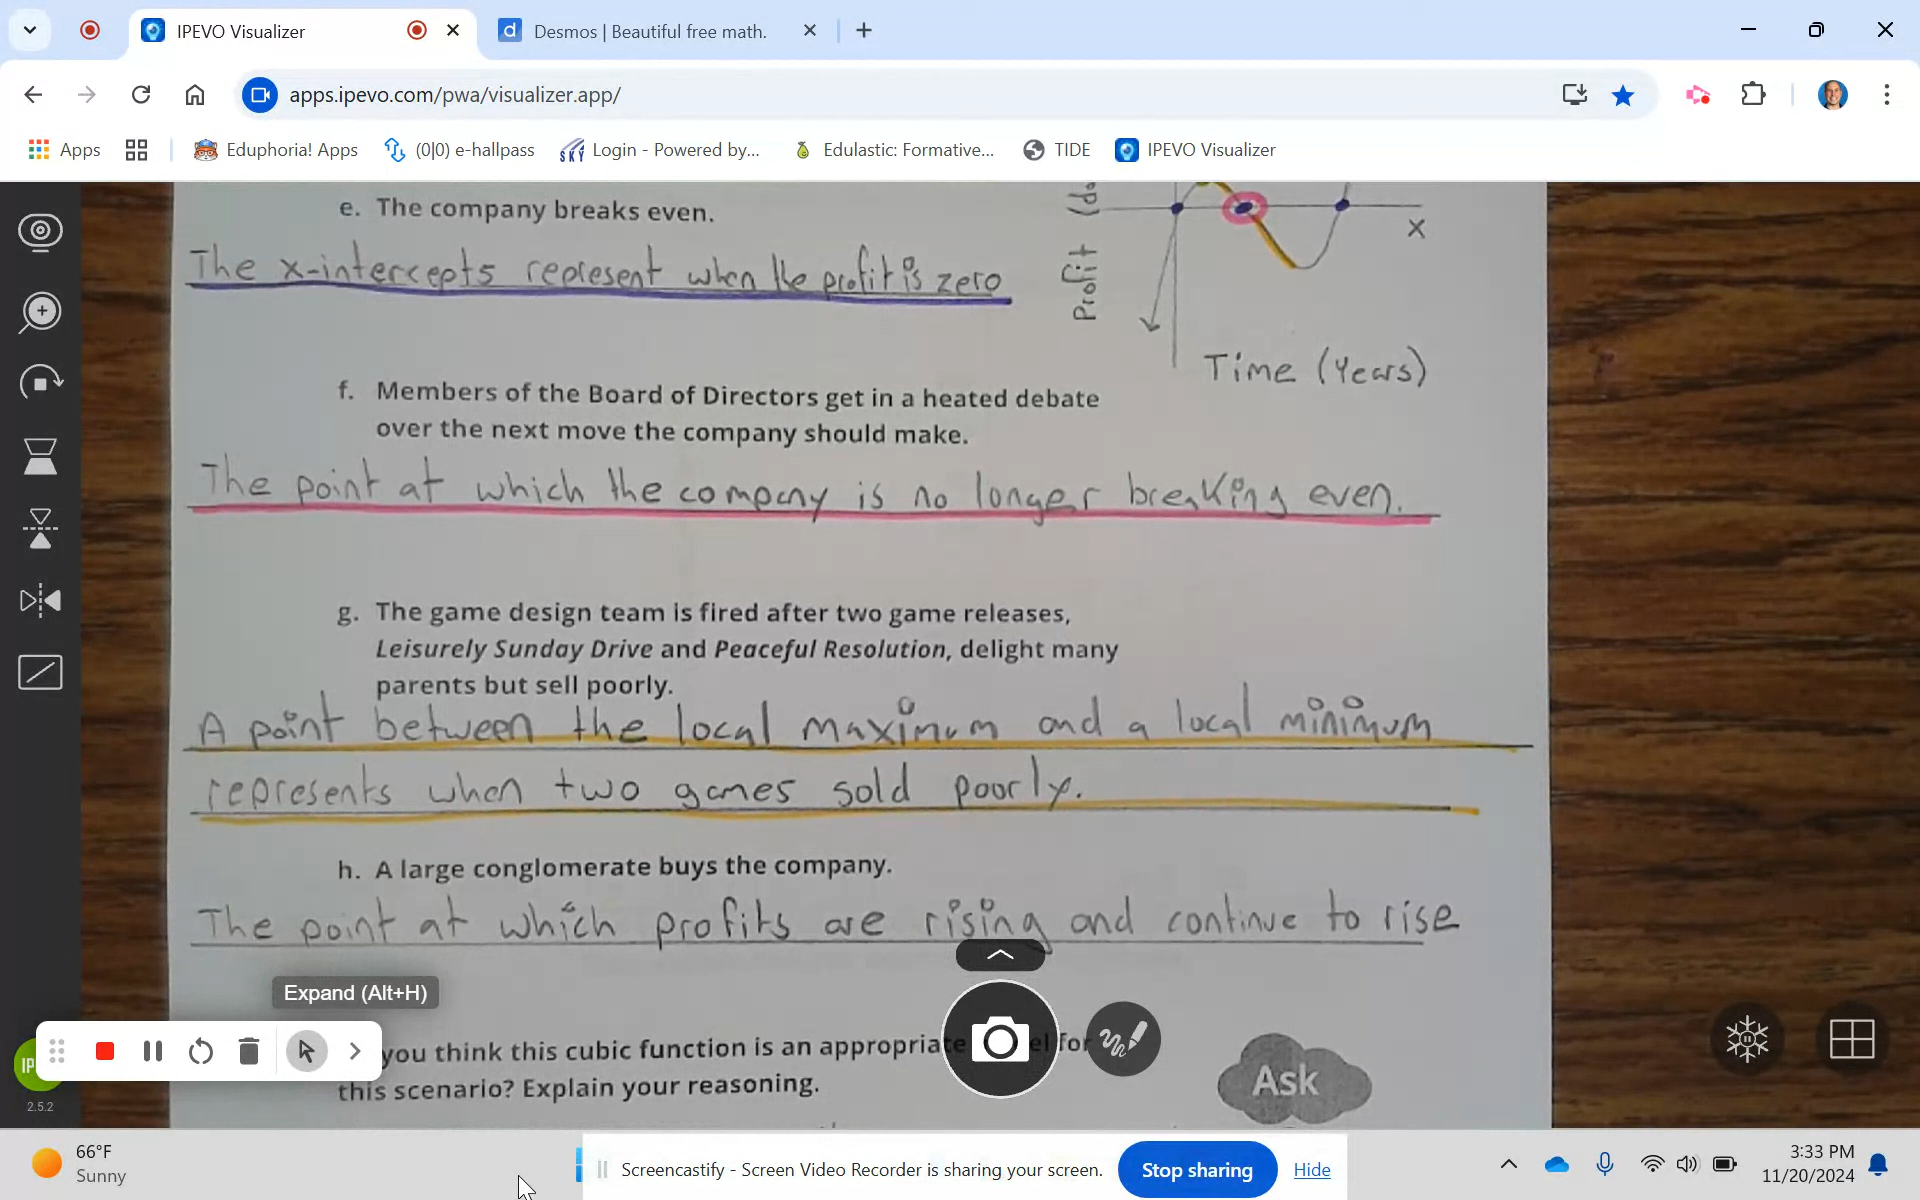 IPEVO Visualizer
Desmos | Beautiful free math.
apps.ipevo.com/pwa/visualizer.app/
Apps
Eduphoria! Apps
(0|0) e-hallpass
Login - Powered by...
Edulastic: Formative...
TIDE
IPEVO Visualizer
e. The company breaks even.
x
The x-intercepts represent when the profit is zero
Profit
Time (Years)
f. Members of the Board of Directors get in a heated debate
over the next move the company should make.
The point at which the company is no longer breaking even.
g. The game design team is fired after two game releases,
Leisurely Sunday Drive and Peaceful Resolution, delight many
parents but sell poorly.
A point between the local maximum and a local minimum
represents when two games sold poorly.
h. A large conglomerate buys the company.
The point at which profits are rising and continue to rise
Expand (Alt+H)
you think this cubic function is an appropriate for
this scenario? Explain your reasoning.
Ask
2.5.2
66°F
Sunny
Screencastify - Screen Video Recorder is sharing your screen.
Stop sharing
Hide
3:33 PM
11/20/2024